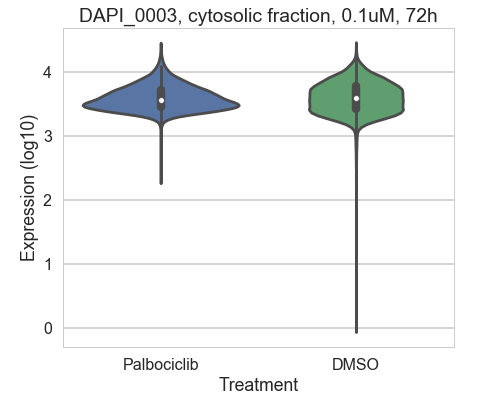 DAPI_0003, cytosolic fraction, 0.1uM, 72h
Expression (log10)
4
3
2
1
0
Palbociclib DMSO
Treatment